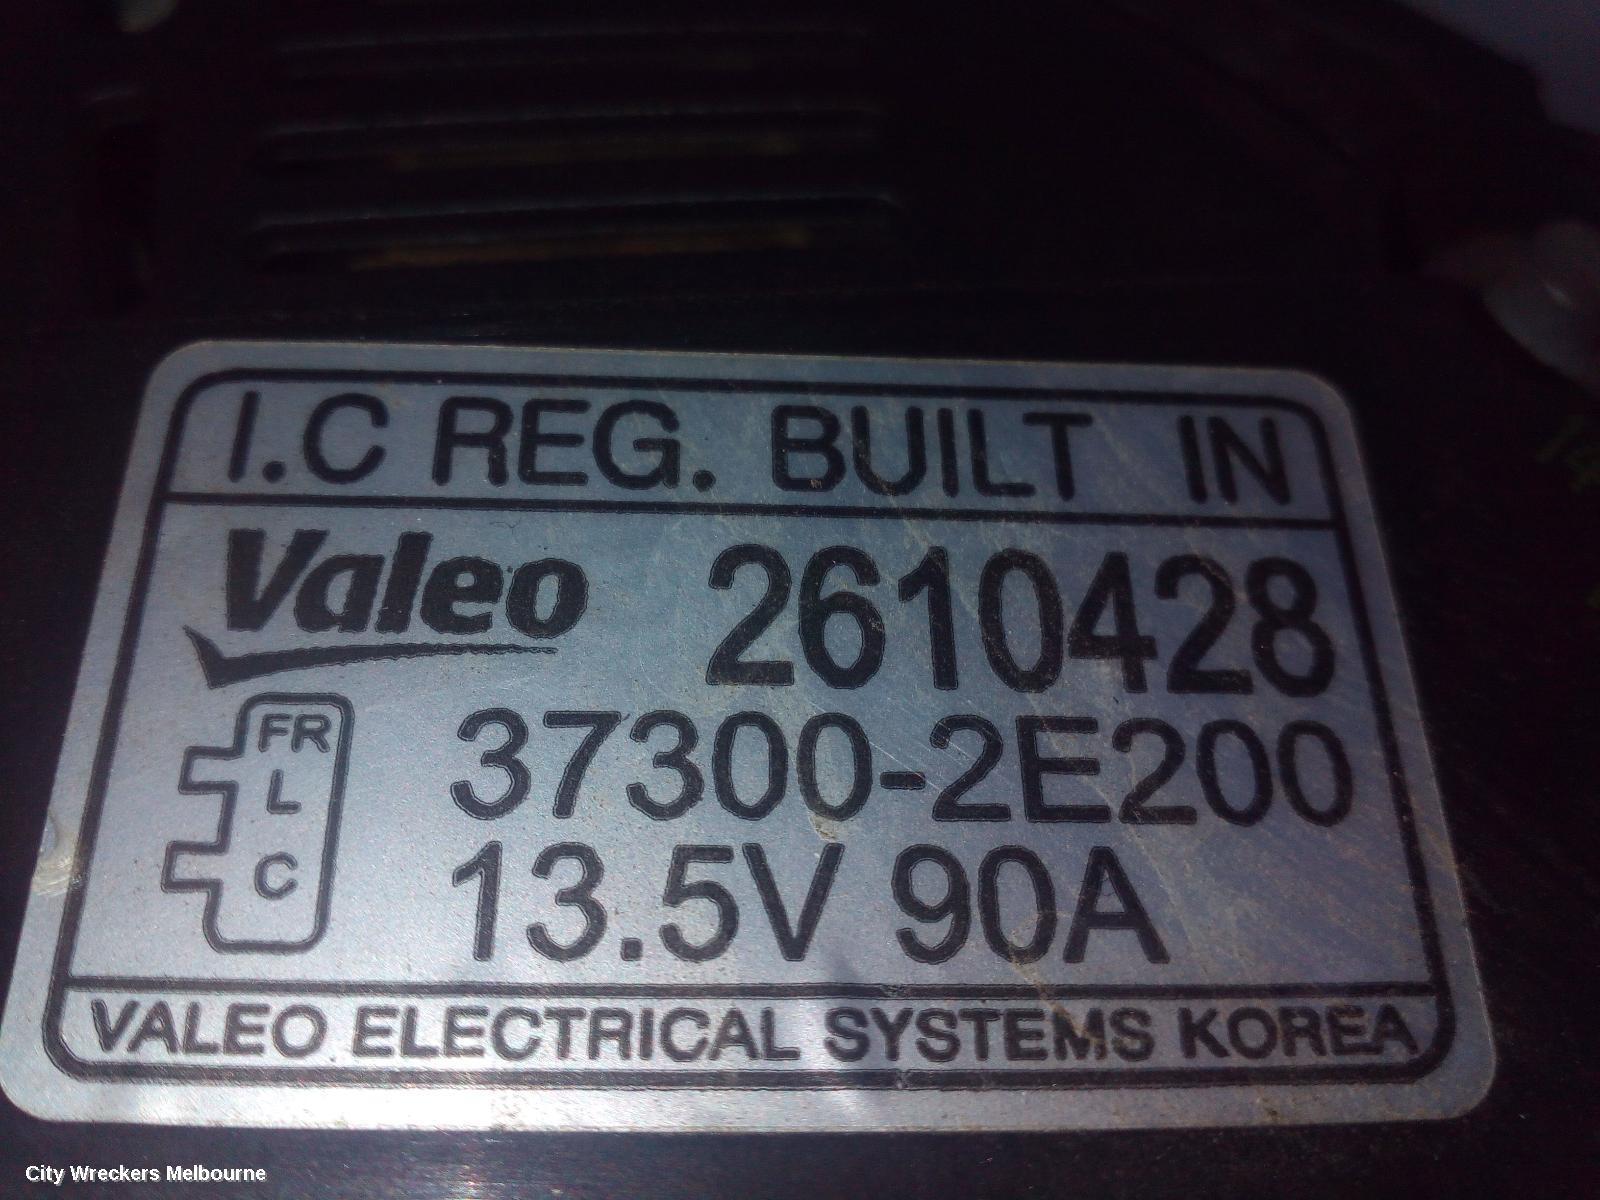 I.C REG. BUILT IN
Valeo 2610428
FR
L
C
37300-2E200
13.5V 90A
VALEO ELECTRICAL SYSTEMS KOREA
City Wreckers Melbourne